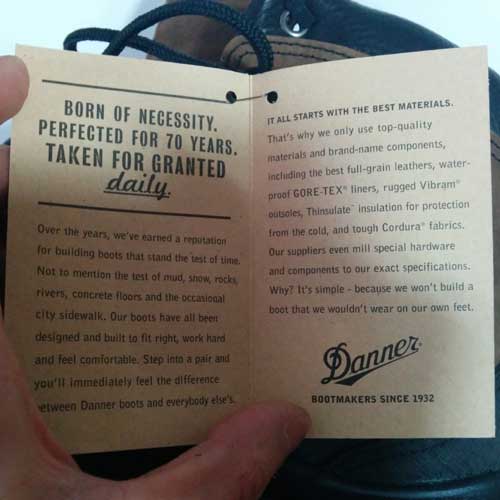 BORN OF NECESSITY.
PERFECTED FOR 70 YEARS.
TAKEN FOR GRANTED
daily.
Over the years, we've earned a reputation
for building boots that stand the test of time.
Not to mention the test of mud, snow, rocks,
rivers, concrete floors and the occasional
city sidewalk. Our boots have all been
designed and built to fit right, work hard
and feel comfortable. Step into a pair and
you'll immediately feel the difference
between Danner boots and everybody else's.
IT ALL STARTS WITH THE BEST MATERIALS.
That's why we only use top-quality
materials and brand-name components,
including the best full-grain leathers, water-
proof GORE-TEX® liners, rugged Vibram®
outsoles, Thinsulate™ insulation for protection
from the cold, and tough Cordura® fabrics.
Our suppliers even mill special hardware
and components to our exact specifications.
Why? It's simple - because we won't build a
boot that we wouldn't wear on our own feet.
Danner®
BOOTMAKERS SINCE 1932